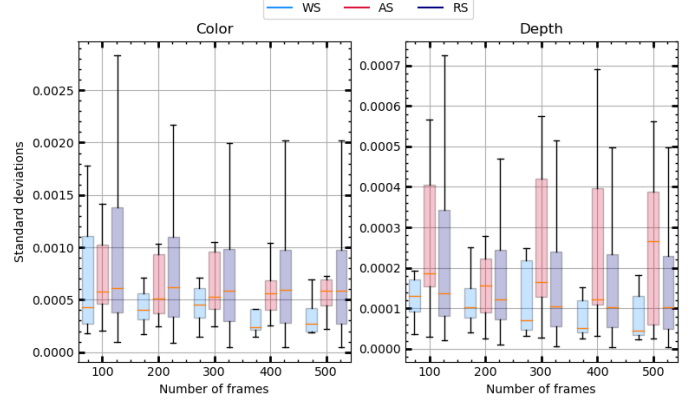 WS AS RS
Color
Depth
Standard deviations
0.0025
0.0020
0.0015
0.0010
0.0005
0.0000
0.0007
0.0006
0.0005
0.0004
0.0003
0.0002
0.0001
0.0000
100 200 300 400 500
100 200 300 400 500
Number of frames
Number of frames